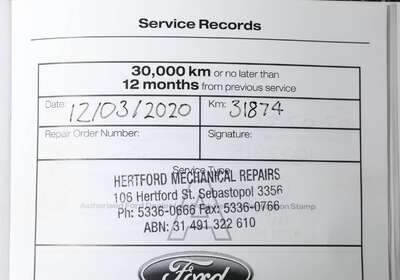 Service Records
30,000 km or no later than
12 months from previous service
Date: 12/03/2020 Km: 31874
Repair Order Number: Signature:
Service Type
A
HERTFORD MECHANICAL REPAIRS
106 Hertford St. Sebastopol 3356
Ph: 5336-0666 Fax: 5336-0766
ABN: 31 491 322 610
Ford